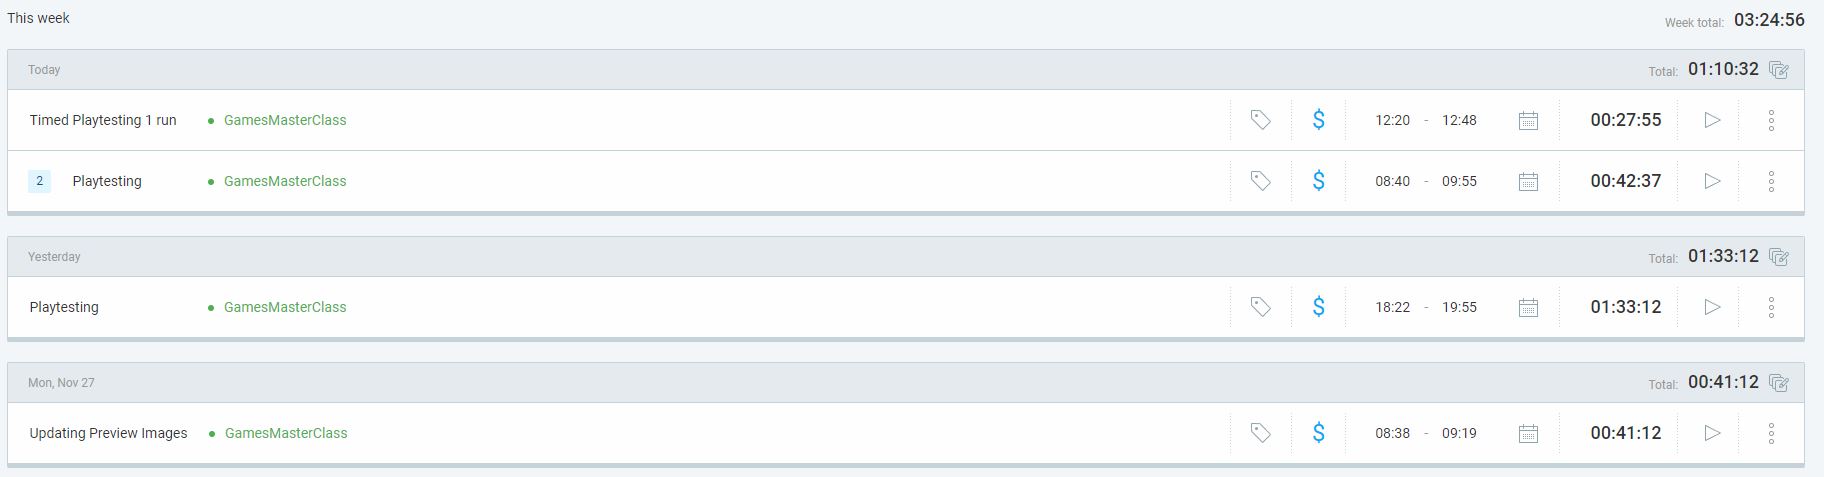 This week Week total: 03:24:56
Today Total: 01:10:32
Timed Playtesting 1 run • GamesMasterClass $ 12:20 - 12:48 00:27:55
2 Playtesting • GamesMasterClass $ 08:40 - 09:55 00:42:37
Yesterday Total: 01:33:12
Playtesting • GamesMasterClass $ 18:22 - 19:55 01:33:12
Mon, Nov 27 Total: 00:41:12
Updating Preview Images • GamesMasterClass $ 08:38 - 09:19 00:41:12